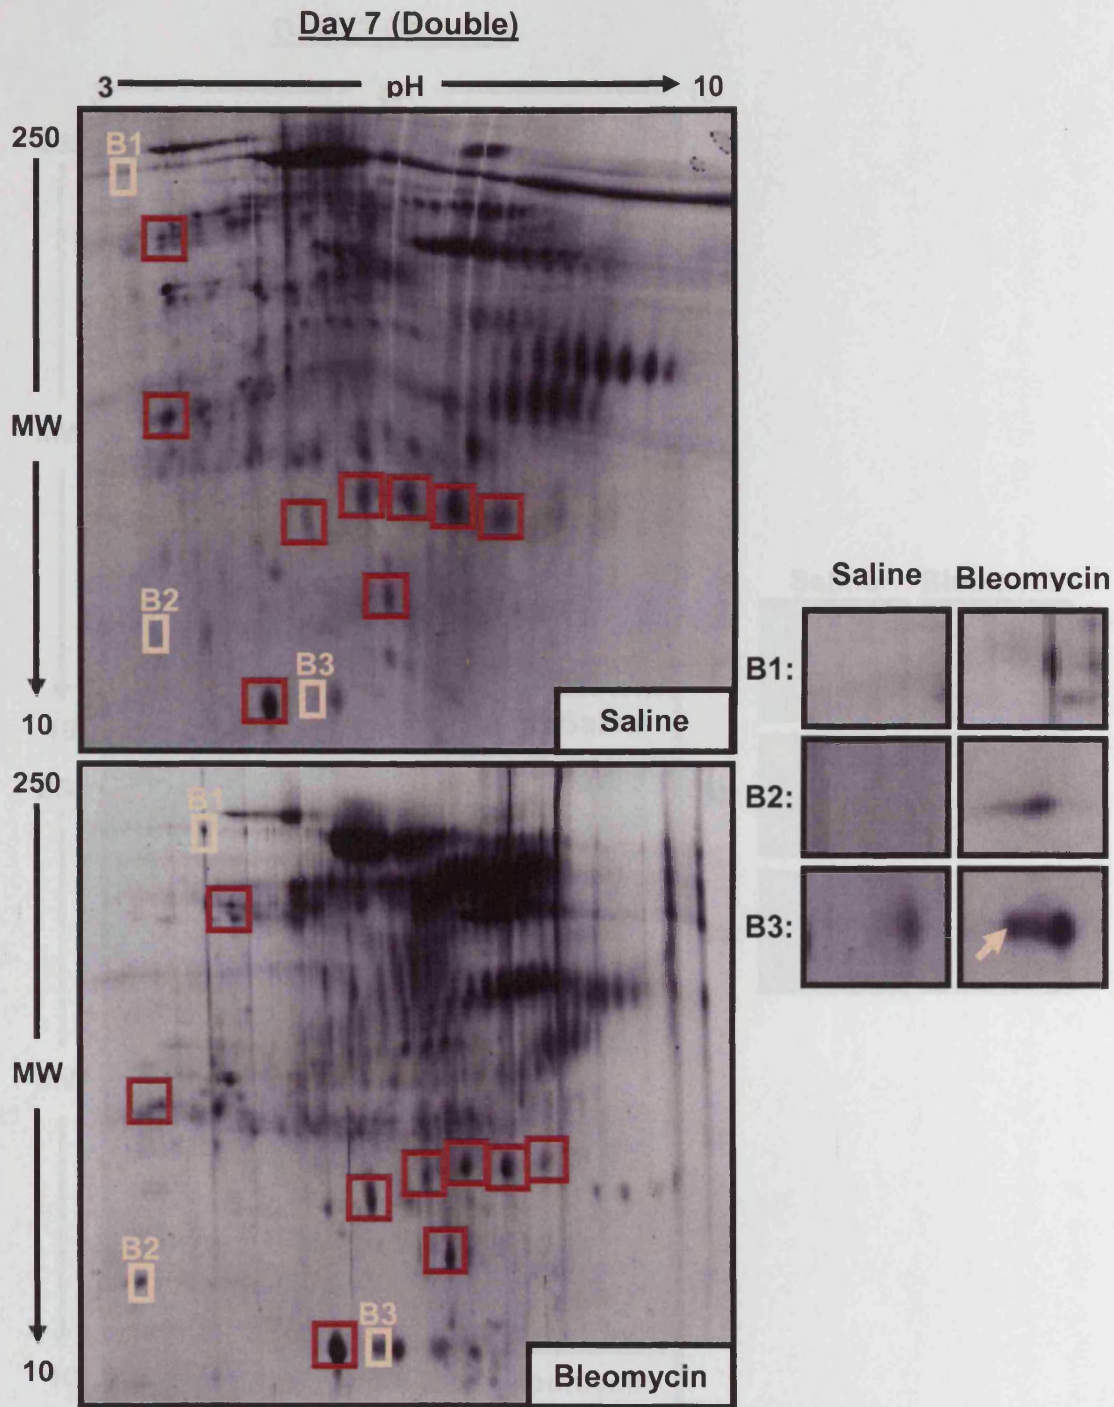 Day 7 (Double)
3 pH 10
250
B1
MW
B2
B3
10
Saline
250
B1
MW
B2
B3
10
Bleomycin
Saline Bleomycin
B1:
B2:
B3: